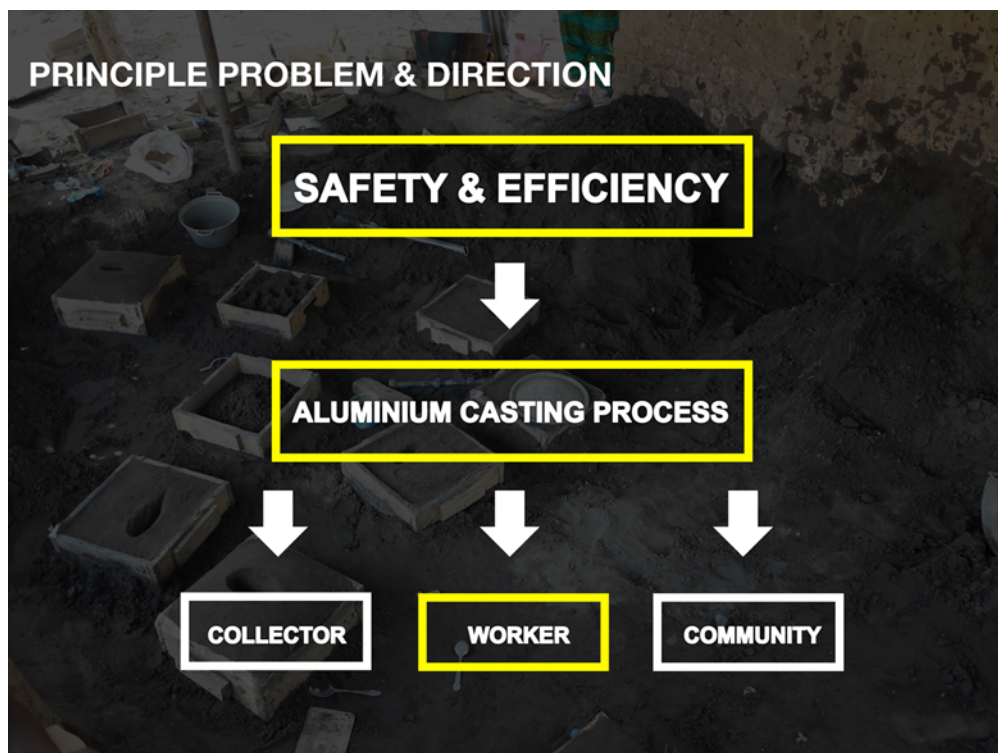 PRINCIPLE PROBLEM & DIRECTION
SAFETY & EFFICIENCY
ALUMINIUM CASTING PROCESS
COLLECTOR
WORKER
COMMUNITY